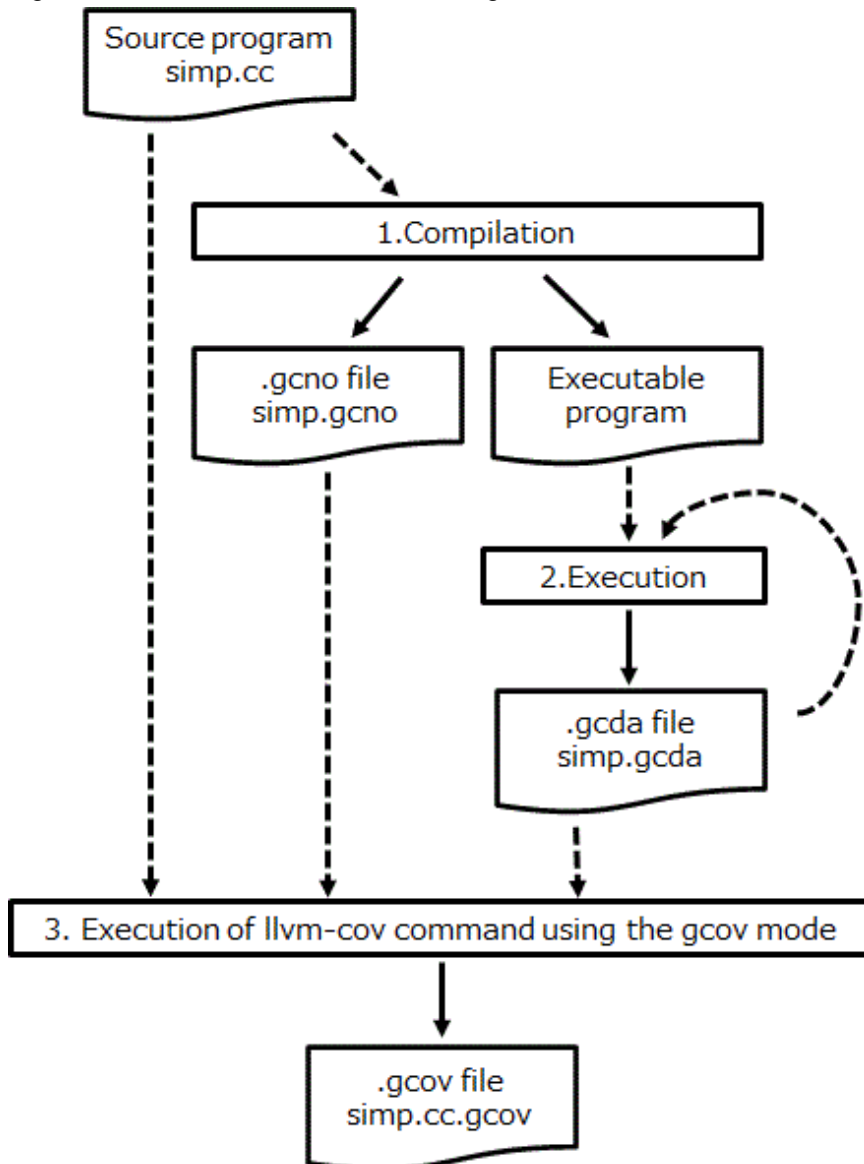 Source program
simp.cc
1.Compilation
.gcno file
simp.gcno
Executable
program
2.Execution
.gcda file
simp.gcda
3. Execution of llvm-cov command using the gcov mode
.gcov file
simp.cc.gcov